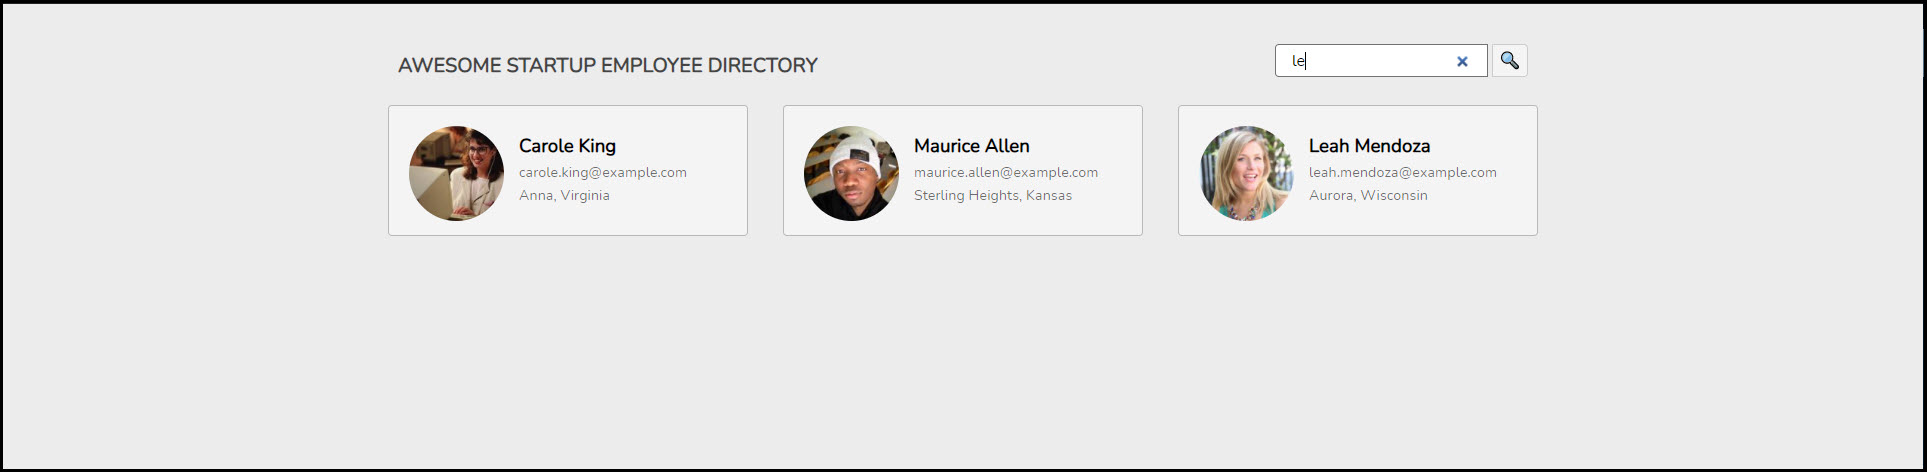 AWESOME STARTUP EMPLOYEE DIRECTORY
le
Carole King
carole.king@example.com
Anna, Virginia
Maurice Allen
maurice.allen@example.com
Sterling Heights, Kansas
Leah Mendoza
leah.mendoza@example.com
Aurora, Wisconsin